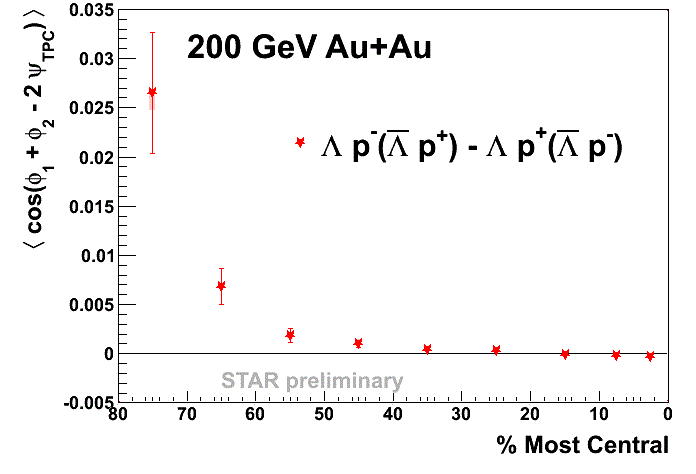 0.035
0.03
0.025
0.02
0.015
0.01
0.005
0
-0.005
80 70 60 50 40 30 20 10 0
⟨ cos(ϕ₁ + ϕ₂ - 2 ψ_TPC) ⟩
200 GeV Au+Au
Λ p⁻(Λ̅ p⁺) - Λ p⁺(Λ̅ p⁻)
STAR preliminary
% Most Central